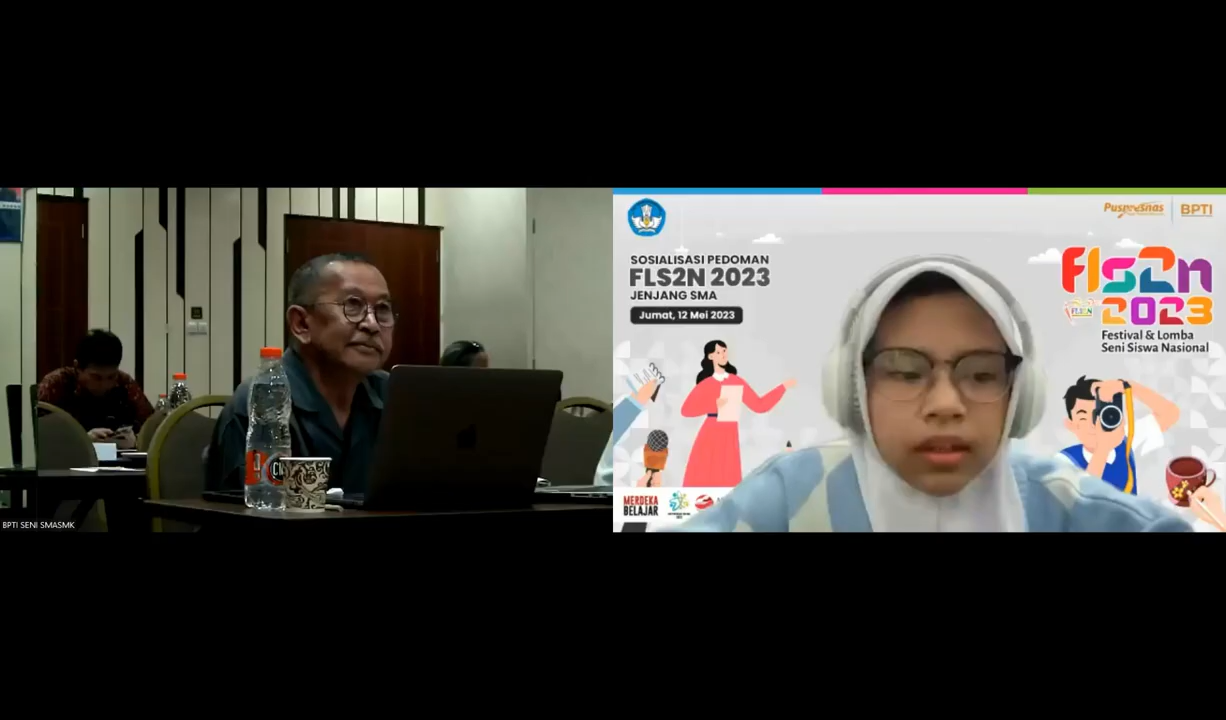 BPTI SENI SMASMK
SOSIALISASI PEDOMAN
FLS2N 2023
JENJANG SMA
Jumat, 12 Mei 2023
Puspresnas
BPTI
fls2n
2023
Festival & Lomba
Seni Siswa Nasional
MERDEKA
BELAJAR